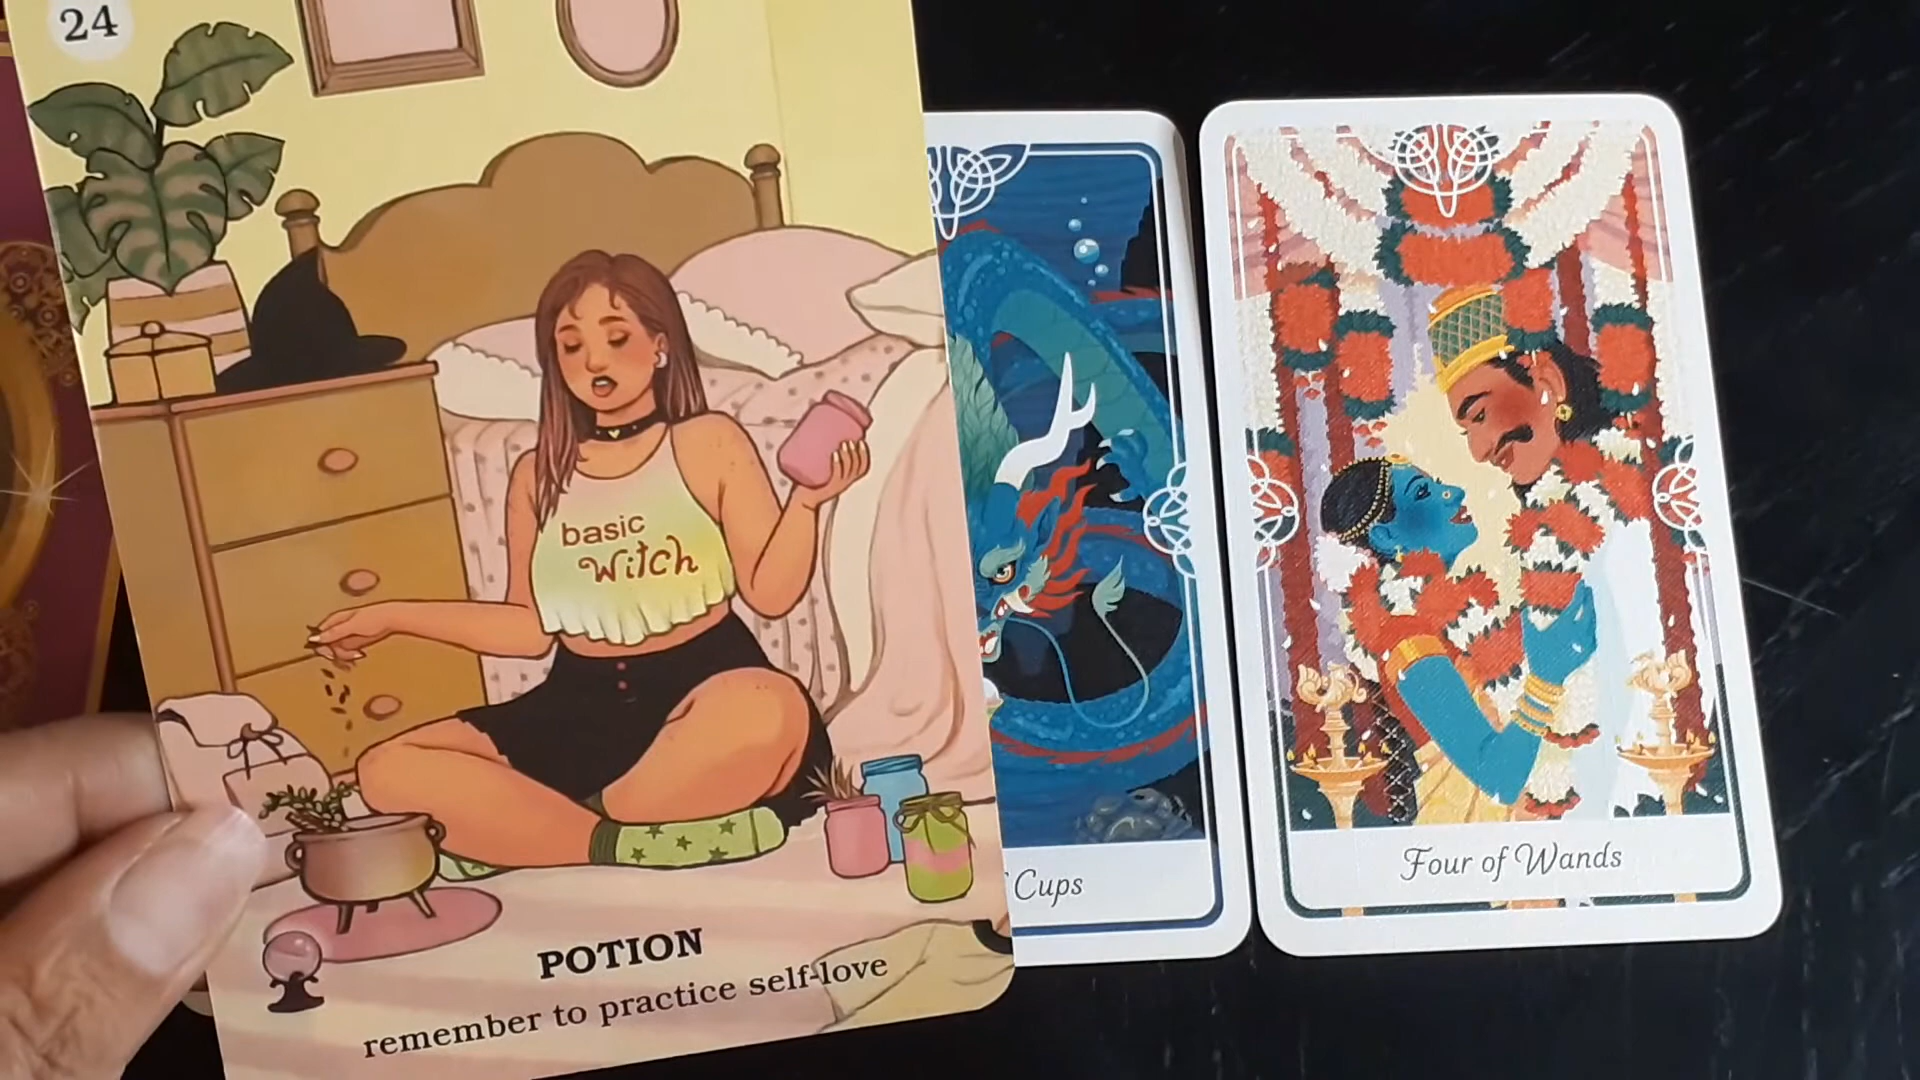 24
basic
Witch
POTION
remember to practice self-love
Cups
Four of Wands